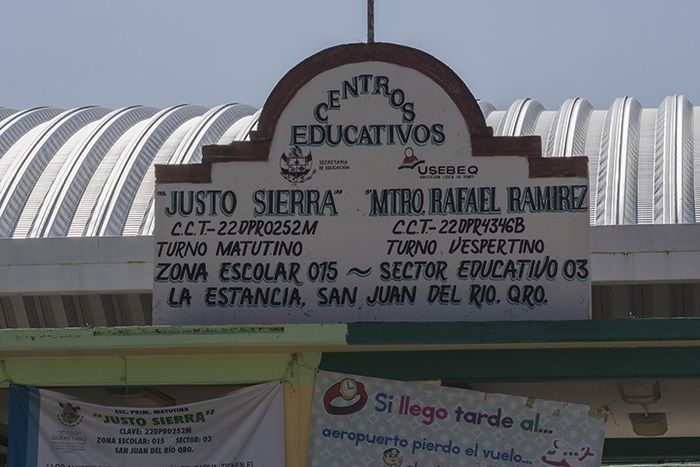 CENTROS
EDUCATIVOS
SECRETARÍA
DE EDUCACIÓN
USEBEQ
"JUSTO SIERRA" "MTRO. RAFAEL RAMIREZ
C.C.T-22DPR0252M C.C.T-22DPR4346B
TURNO MATUTINO TURNO VESPERTINO
ZONA ESCOLAR 015 ~ SECTOR EDUCATIVO 03
LA ESTANCIA, SAN JUAN DEL RIO, QRO.
ESC. PRIM. MATUTINA
"JUSTO SIERRA"
CLAVE: 22DPR0252M
ZONA ESCOLAR: 015 SECTOR: 03
SAN JUAN DEL RÍO QRO.
QUERÉTARO
Si llego tarde al...
aeropuerto pierdo el vuelo...